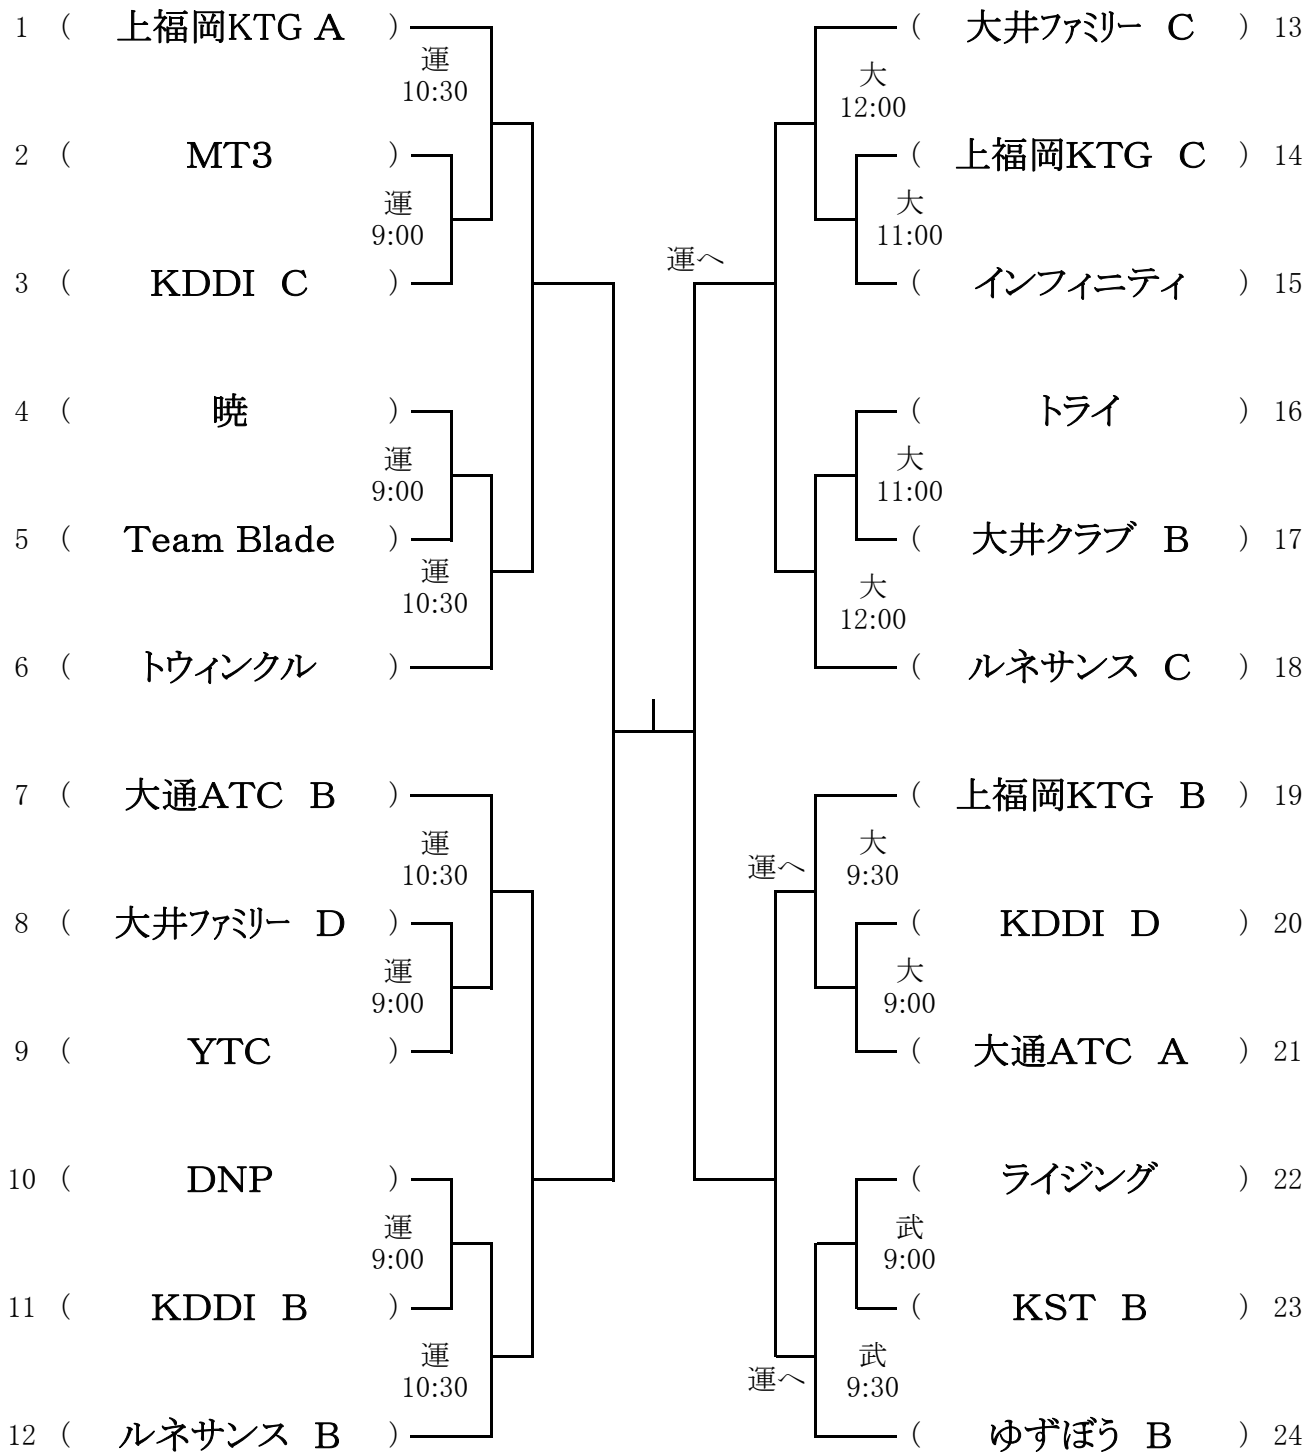 1 ( 上福岡KTG A )
運
10:30
2 ( MT3 )
運
9:00
3 ( KDDI C )
4 ( 暁 )
運
9:00
5 ( Team Blade )
運
10:30
6 ( トウィンクル )
7 ( 大通ATC B )
運
10:30
8 ( 大井ファミリー D )
運
9:00
9 ( YTC )
10 ( DNP )
運
9:00
11 ( KDDI B )
運
10:30
12 ( ルネサンス B )
( 大井ファミリー C ) 13
大
12:00
( 上福岡KTG C ) 14
大
11:00
運へ
( インフィニティ ) 15
( トライ ) 16
大
11:00
( 大井クラブ B ) 17
大
12:00
( ルネサンス C ) 18
( 上福岡KTG B ) 19
大
9:30
運へ
( KDDI D ) 20
大
9:00
( 大通ATC A ) 21
( ライジング ) 22
武
9:00
( KST B ) 23
武
9:30
運へ
( ゆずぼう B ) 24